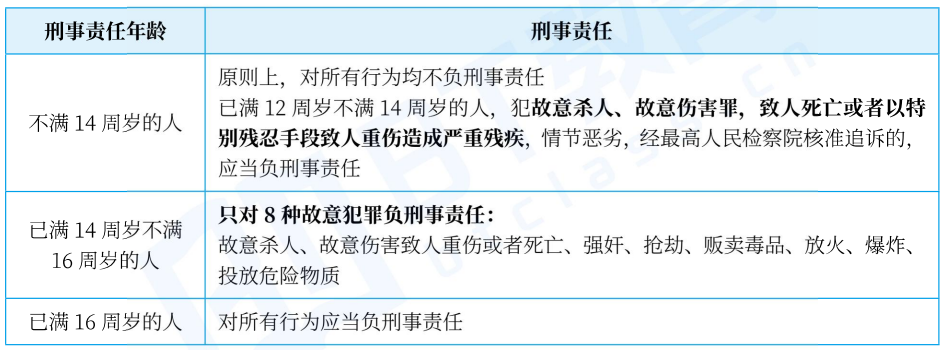 刑事责任年龄
刑事责任
不满 14 周岁的人
原则上，对所有行为均不负刑事责任
已满 12 周岁不满 14 周岁的人，犯故意杀人、故意伤害罪，致人死亡或者以特
别残忍手段致人重伤造成严重残疾，情节恶劣，经最高人民检察院核准追诉的，
应当负刑事责任
已满 14 周岁不满
16 周岁的人
只对 8 种故意犯罪负刑事责任：
故意杀人、故意伤害致人重伤或者死亡、强奸、抢劫、贩卖毒品、放火、爆炸、
投放危险物质
已满 16 周岁的人
对所有行为应当负刑事责任